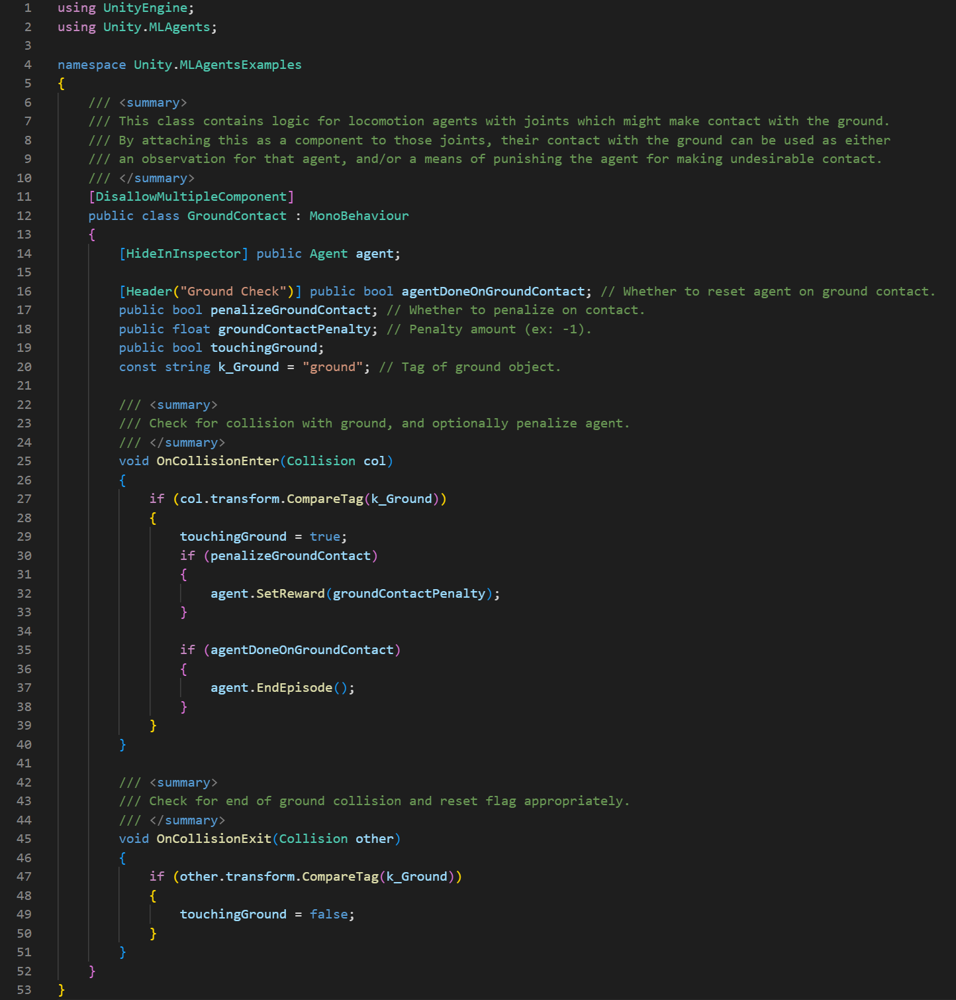 1 using UnityEngine;
2 using Unity.MLAgents;
3
4 namespace Unity.MLAgentsExamples
5 {
6     /// <summary>
7     /// This class contains logic for locomotion agents with joints which might make contact with the ground.
8     /// By attaching this as a component to those joints, their contact with the ground can be used as either
9     /// an observation for that agent, and/or a means of punishing the agent for making undesirable contact.
10     /// </summary>
11     [DisallowMultipleComponent]
12     public class GroundContact : MonoBehaviour
13     {
14         [HideInInspector] public Agent agent;
15
16         [Header("Ground Check")] public bool agentDoneOnGroundContact; // Whether to reset agent on ground contact.
17         public bool penalizeGroundContact; // Whether to penalize on contact.
18         public float groundContactPenalty; // Penalty amount (ex: -1).
19         public bool touchingGround;
20         const string k_Ground = "ground"; // Tag of ground object.
21
22         /// <summary>
23         /// Check for collision with ground, and optionally penalize agent.
24         /// </summary>
25         void OnCollisionEnter(Collision col)
26         {
27             if (col.transform.CompareTag(k_Ground))
28             {
29                 touchingGround = true;
30                 if (penalizeGroundContact)
31                 {
32                     agent.SetReward(groundContactPenalty);
33                 }
34
35                 if (agentDoneOnGroundContact)
36                 {
37                     agent.EndEpisode();
38                 }
39             }
40         }
41
42         /// <summary>
43         /// Check for end of ground collision and reset flag appropriately.
44         /// </summary>
45         void OnCollisionExit(Collision other)
46         {
47             if (other.transform.CompareTag(k_Ground))
48             {
49                 touchingGround = false;
50             }
51         }
52     }
53 }